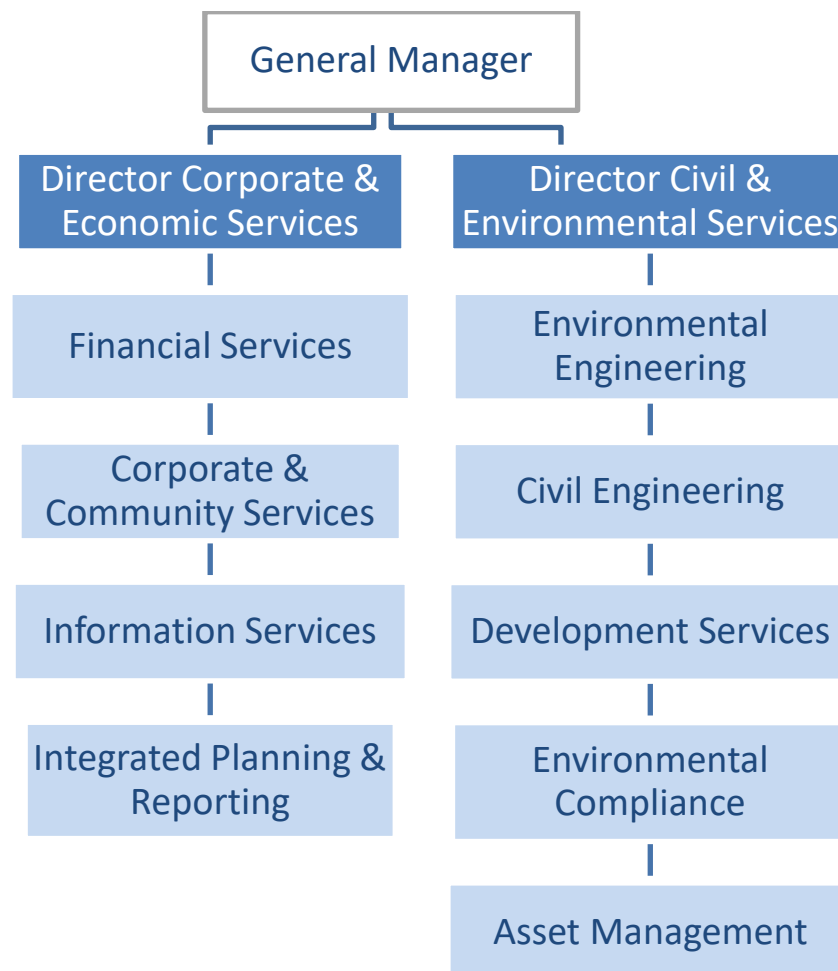 General Manager
Director Corporate &
Economic Services
Financial Services
Corporate &
Community Services
Information Services
Integrated Planning &
Reporting
Director Civil &
Environmental Services
Environmental
Engineering
Civil Engineering
Development Services
Environmental
Compliance
Asset Management